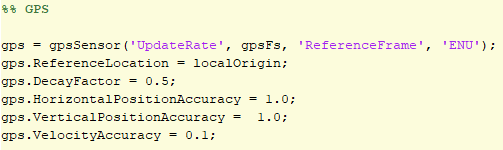 %% GPS
gps = gpsSensor('UpdateRate', gpsFs, 'ReferenceFrame', 'ENU');
gps.ReferenceLocation = localOrigin;
gps.DecayFactor = 0.5;
gps.HorizontalPositionAccuracy = 1.0;
gps.VerticalPositionAccuracy =  1.0;
gps.VelocityAccuracy = 0.1;